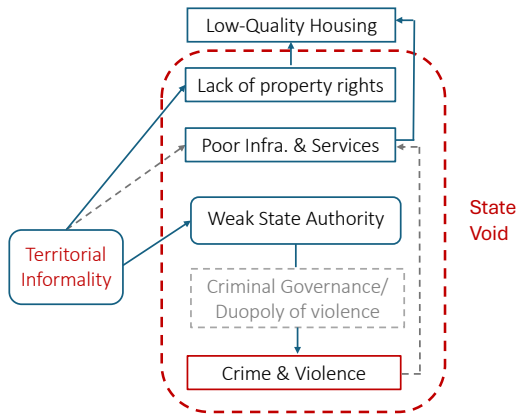 Low-Quality Housing
Lack of property rights
Poor Infra. & Services
Weak State Authority
State
Void
Territorial
Informality
Criminal Governance/
Duopoly of violence
Crime & Violence